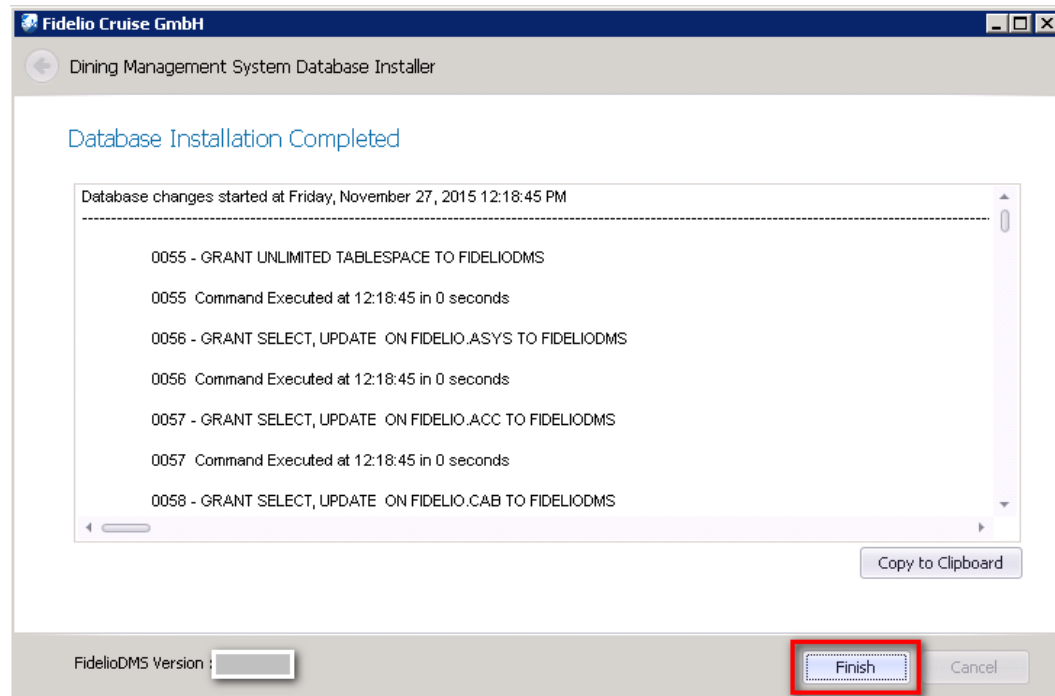 Fidelio Cruise GmbH
Dining Management System Database Installer
Database Installation Completed
Database changes started at Friday, November 27, 2015 12:18:45 PM
0055 - GRANT UNLIMITED TABLESPACE TO FIDELIODMS
0055 Command Executed at 12:18:45 in 0 seconds
0056 - GRANT SELECT, UPDATE ON FIDELIO.ASYS TO FIDELIODMS
0056 Command Executed at 12:18:45 in 0 seconds
0057 - GRANT SELECT, UPDATE ON FIDELIO.ACC TO FIDELIODMS
0057 Command Executed at 12:18:45 in 0 seconds
0058 - GRANT SELECT, UPDATE ON FIDELIO.CAB TO FIDELIODMS
Copy to Clipboard
FidelioDMS Version :
Finish
Cancel